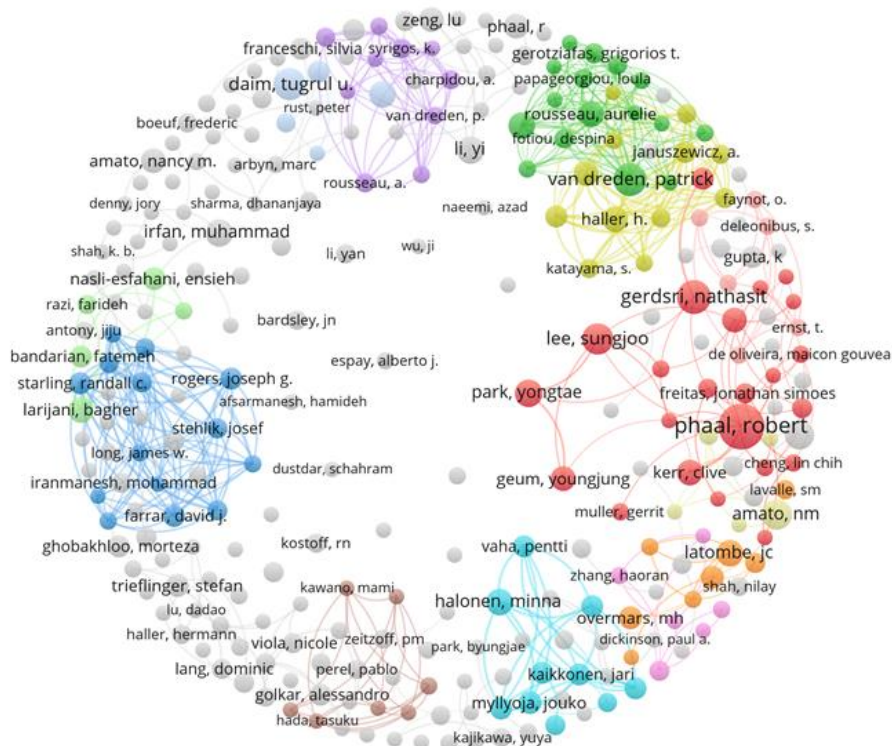 zeng, lu
phaal, r
franceschi, silvia
syrigos, k.
gerotziafas, grigorios t.
daim, tugrul u.
charpidou, a.
papageorgiou, loula
rust, peter
van dreden, p.
rousseau, aurelie
boeuf, frederic
fotiou, despina
li, yi
januszewicz, a.
amato, nancy m.
arbyn, marc
rousseau, a.
van dreden, patrick
denny, jory
sharma, dhananjaya
naeemi, azad
haller, h.
faynot, o.
irfan, muhammad
deleonibus, s.
shah, k. b.
li, yan
wu, ji
katayama, s.
gupta, k
nasli-esfahani, ensieh
gerdsri, nathasit
razi, farideh
bardsley, jn
antony, jiju
lee, sungjoo
ernst, t.
bandarian, fatemeh
espay, alberto j.
de oliveira, maicon gouvea
starling, randall c.
rogers, joseph g.
park, yongtae
freitas, jonathan simoes
larijani, bagher
afsarmanesh, hamideh
stehlik, josef
phaal, robert
long, james w.
dustdar, schahram
geum, youngjung
kerr, clive
cheng, lin chih
iranmanesh, mohammad
lavalle, sm
farrar, david j.
muller, gerrit
amato, nm
ghobakhloo, morteza
kostoff, rn
vaha, pentti
latombe, jc
trieflinger, stefan
kawano, mami
zhang, haoran
shah, nilay
lu, dadao
halonen, minna
overmars, mh
haller, hermann
viola, nicole
zeitzoff, pm
park, byungjae
dickinson, paul a.
lang, dominic
perel, pablo
kaikkonen, jari
golkar, alessandro
myllyoja, jouko
hada, tasuku
kajikawa, yuya